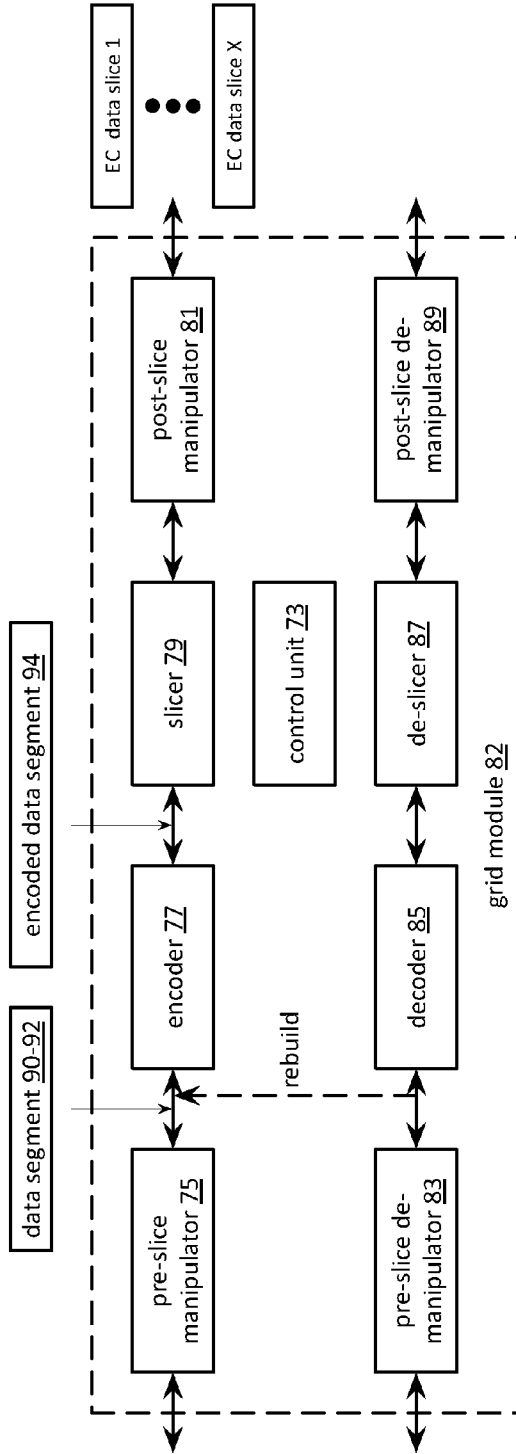 data segment 90-92
encoded data segment 94
EC data slice 1
EC data slice X
pre-slice
manipulator 75
encoder 77
slicer 79
post-slice
manipulator 81
rebuild
control unit 73
pre-slice de-
manipulator 83
decoder 85
de-slicer 87
post-slice de-
manipulator 89
grid module 82